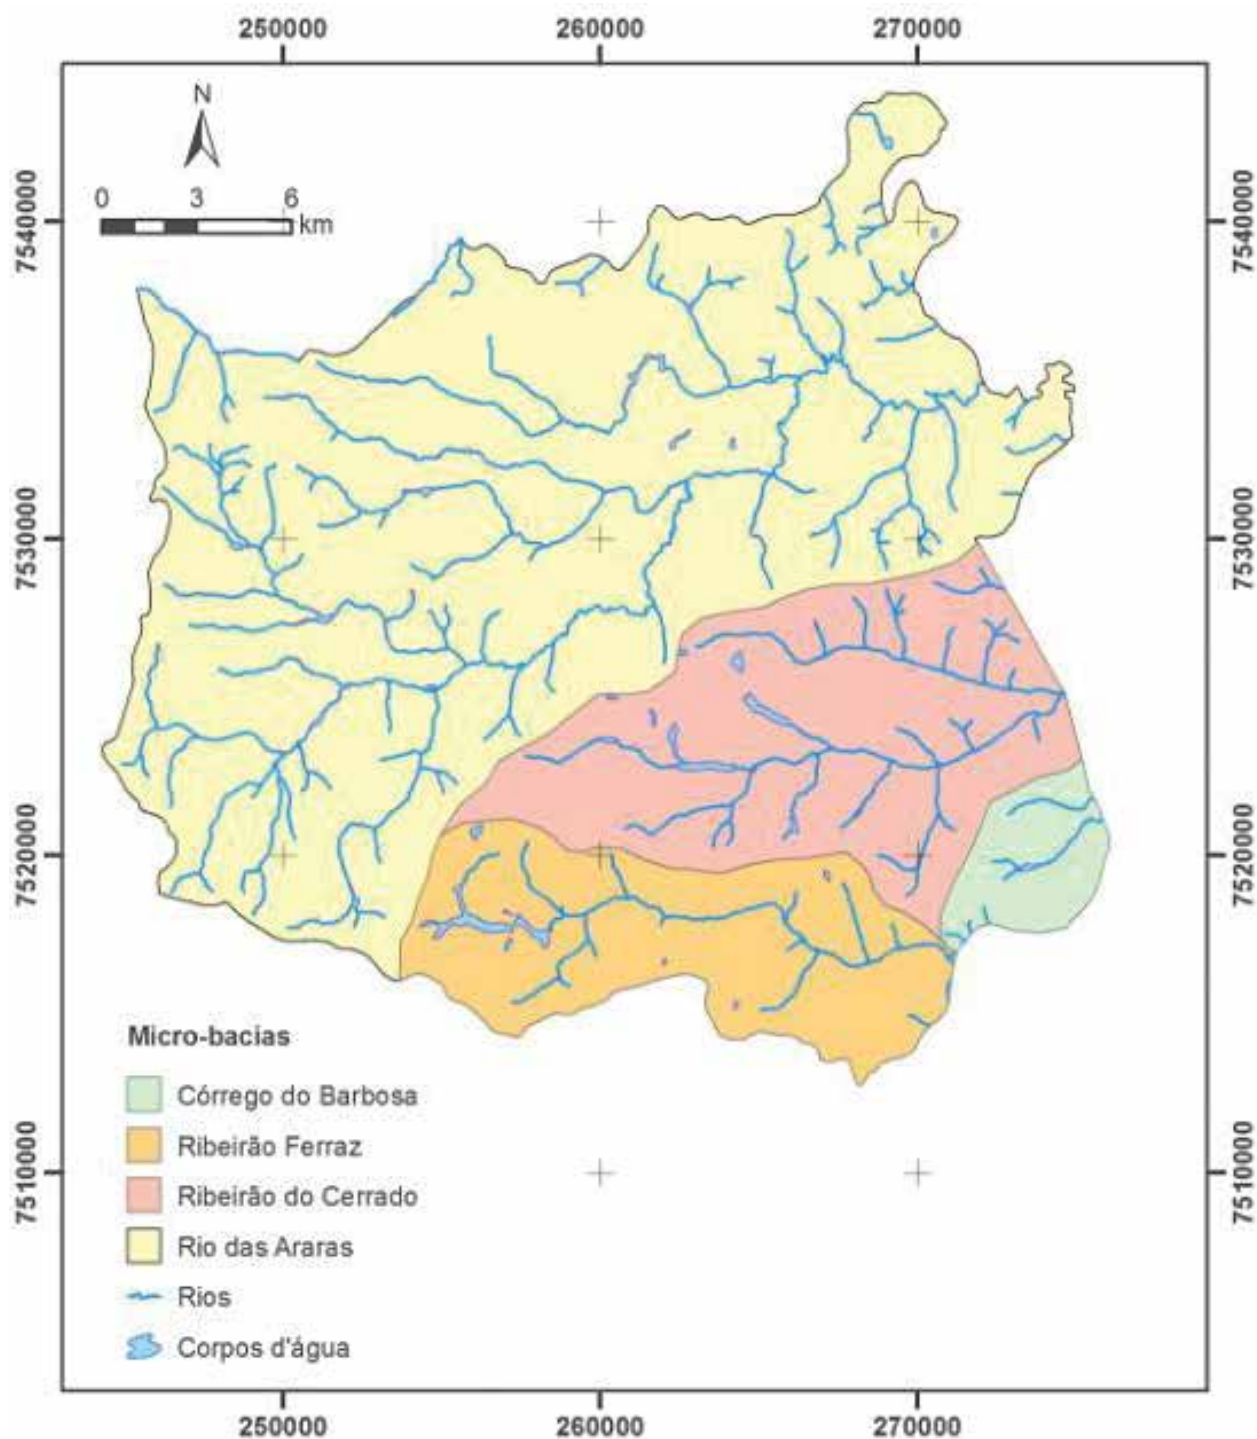 250000 260000 270000
N
0 3 6
km
7540000 7540000
7530000 7530000
7520000 7520000
7510000 7510000
Micro-bacias
Córrego do Barbosa
Ribeirão Ferraz
Ribeirão do Cerrado
Rio das Araras
Rios
Corpos d'água
250000 260000 270000